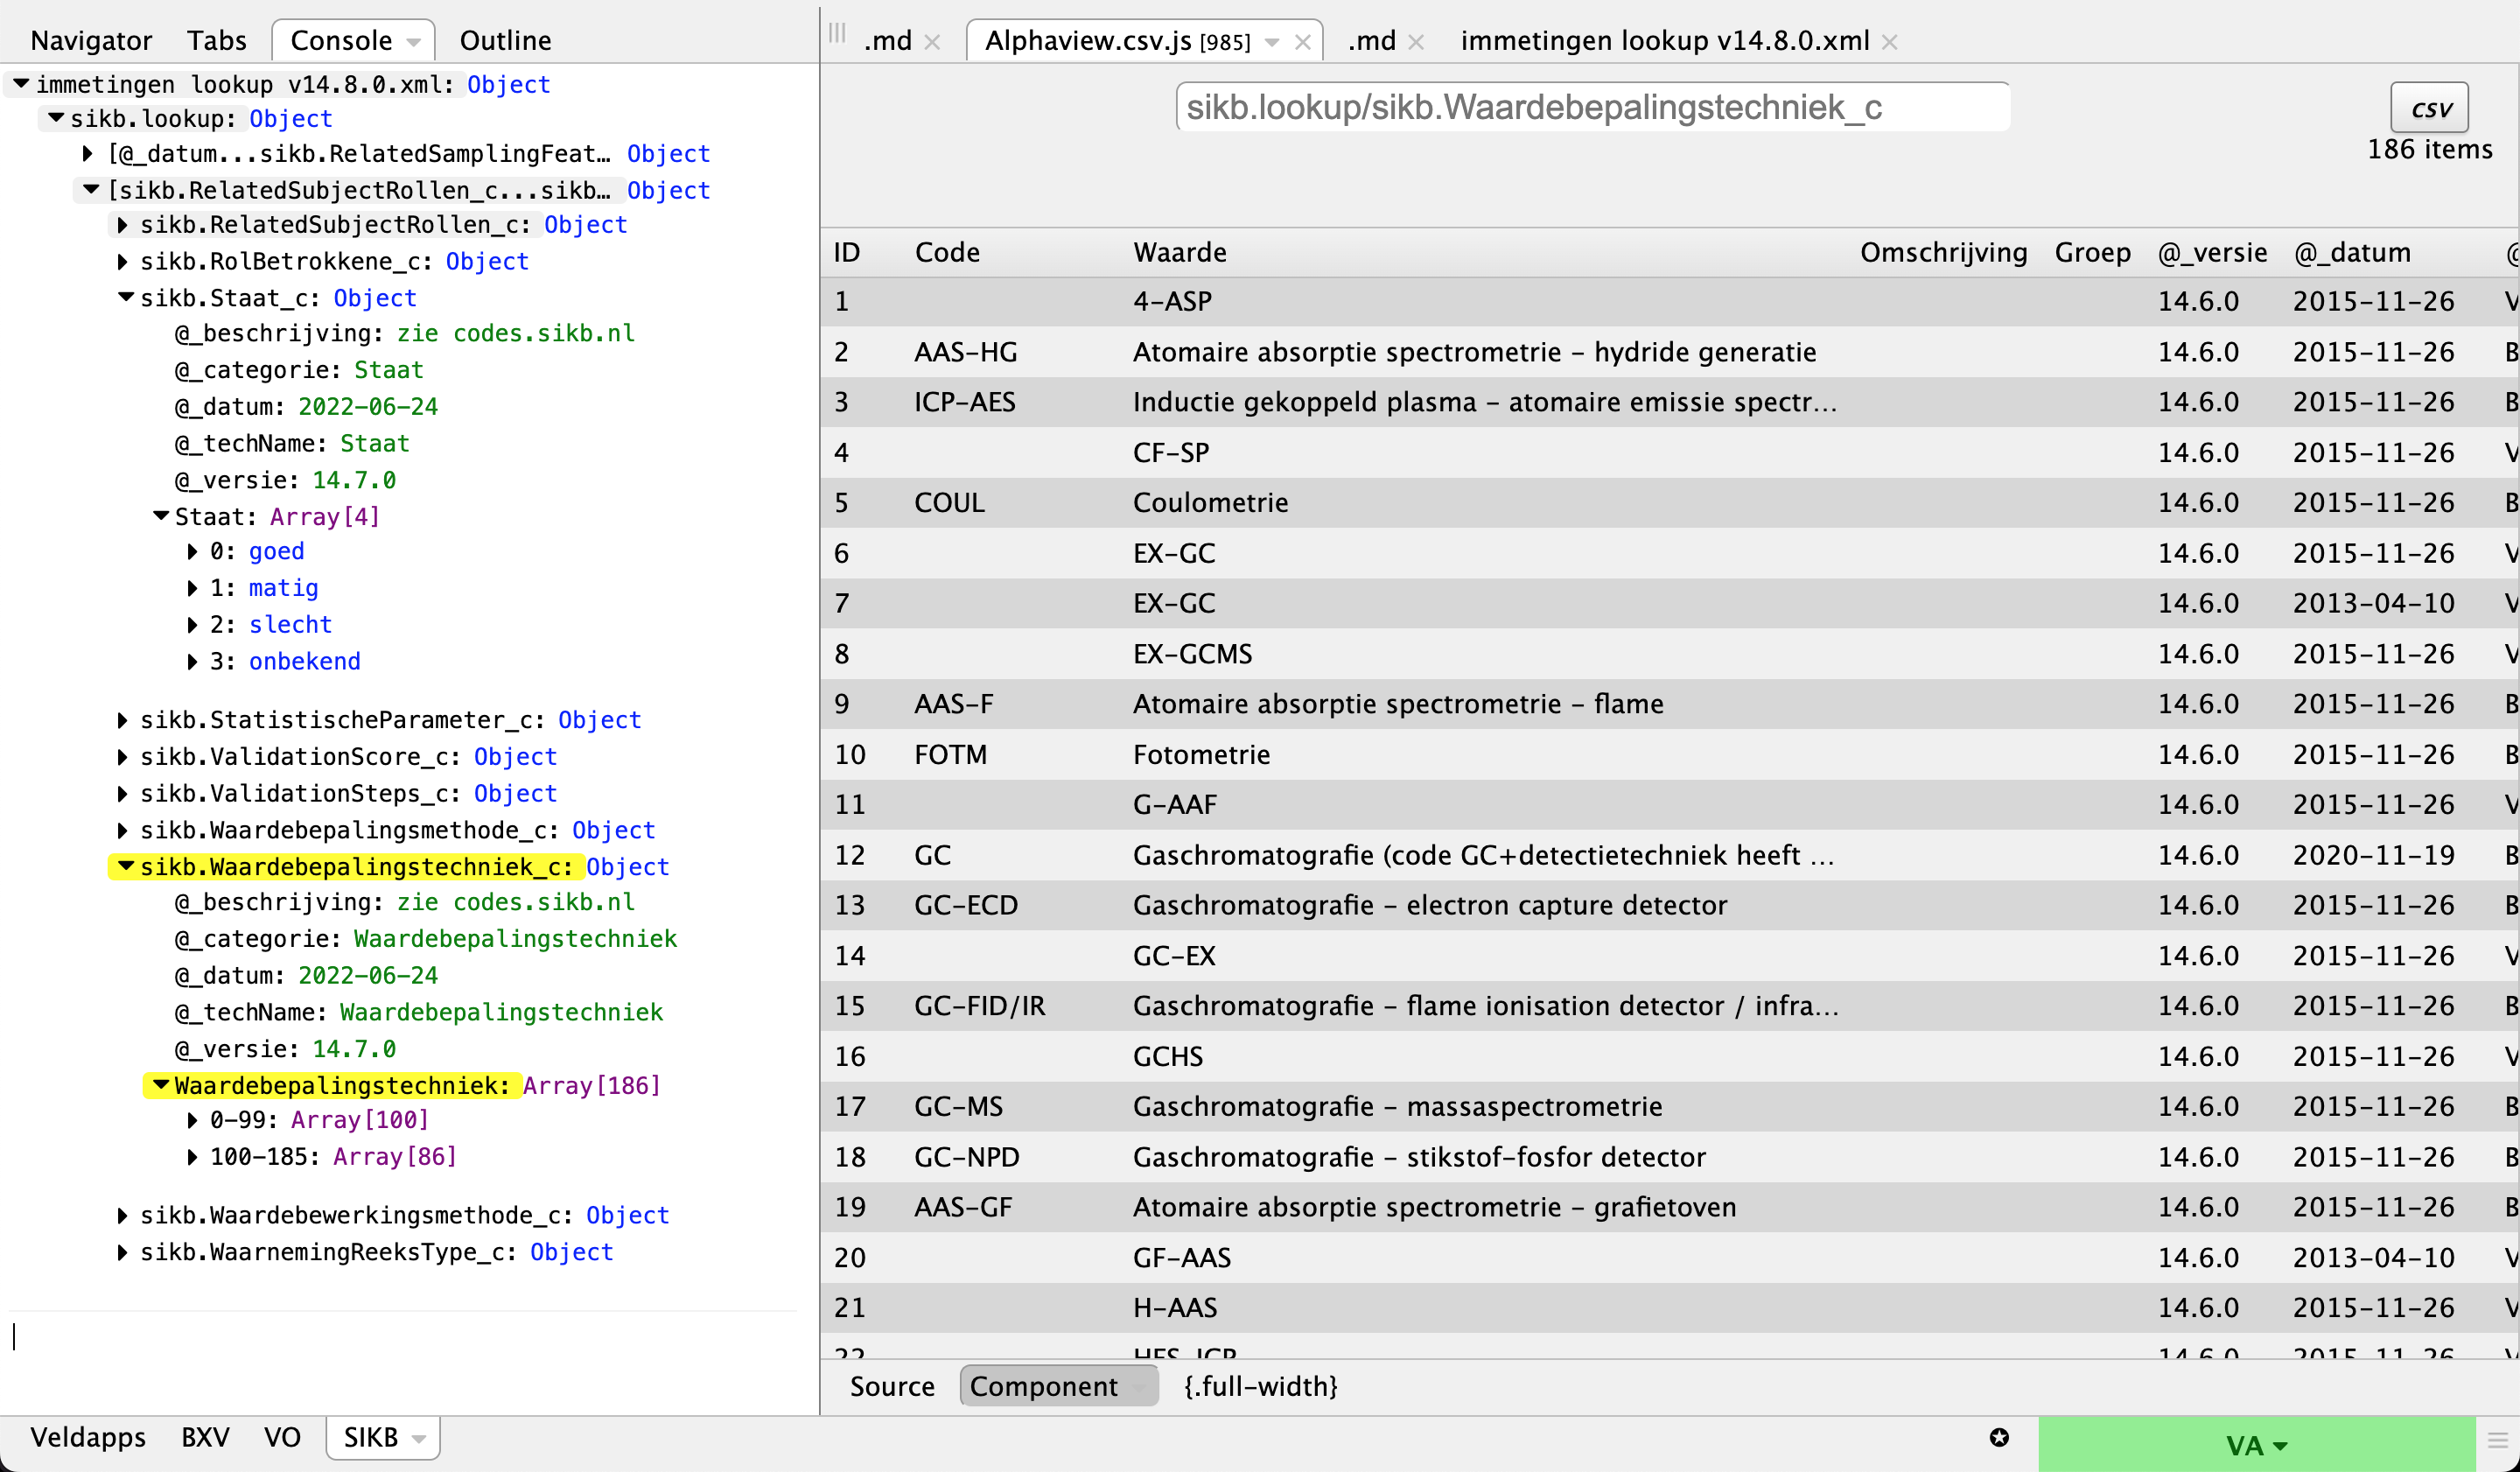 Navigator Tabs Console Outline
immetingen lookup v14.8.0.xml: Object
sikb.lookup: Object
[@_datum...sikb.RelatedSamplingFeat… Object
[sikb.RelatedSubjectRollen_c...sikb… Object
sikb.RelatedSubjectRollen_c: Object
sikb.RolBetrokkene_c: Object
sikb.Staat_c: Object
@_beschrijving: zie codes.sikb.nl
@_categorie: Staat
@_datum: 2022-06-24
@_techName: Staat
@_versie: 14.7.0
Staat: Array[4]
0: goed
1: matig
2: slecht
3: onbekend
sikb.StatistischeParameter_c: Object
sikb.ValidationScore_c: Object
sikb.ValidationSteps_c: Object
sikb.Waardebepalingsmethode_c: Object
sikb.Waardebepalingstechniek_c: Object
@_beschrijving: zie codes.sikb.nl
@_categorie: Waardebepalingstechniek
@_datum: 2022-06-24
@_techName: Waardebepalingstechniek
@_versie: 14.7.0
Waardebepalingstechniek: Array[186]
0-99: Array[100]
100-185: Array[86]
sikb.Waardebewerkingsmethode_c: Object
sikb.WaarnemingReeksType_c: Object
.md Alphaview.csv.js [985] .md immetingen lookup v14.8.0.xml
sikb.lookup/sikb.Waardebepalingstechniek_c
csv
186 items
ID Code Waarde Omschrijving Groep @_versie @_datum
1 4-ASP 14.6.0 2015-11-26 V
2 AAS-HG Atomaire absorptie spectrometrie - hydride generatie 14.6.0 2015-11-26 B
3 ICP-AES Inductie gekoppeld plasma - atomaire emissie spectr… 14.6.0 2015-11-26 B
4 CF-SP 14.6.0 2015-11-26 V
5 COUL Coulometrie 14.6.0 2015-11-26 B
6 EX-GC 14.6.0 2015-11-26 V
7 EX-GC 14.6.0 2013-04-10 V
8 EX-GCMS 14.6.0 2015-11-26 V
9 AAS-F Atomaire absorptie spectrometrie - flame 14.6.0 2015-11-26 B
10 FOTM Fotometrie 14.6.0 2015-11-26 B
11 G-AAF 14.6.0 2015-11-26 V
12 GC Gaschromatografie (code GC+detectietechniek heeft … 14.6.0 2020-11-19 B
13 GC-ECD Gaschromatografie - electron capture detector 14.6.0 2015-11-26 B
14 GC-EX 14.6.0 2015-11-26 V
15 GC-FID/IR Gaschromatografie - flame ionisation detector / infra… 14.6.0 2015-11-26 B
16 GCHS 14.6.0 2015-11-26 V
17 GC-MS Gaschromatografie - massaspectrometrie 14.6.0 2015-11-26 B
18 GC-NPD Gaschromatografie - stikstof-fosfor detector 14.6.0 2015-11-26 B
19 AAS-GF Atomaire absorptie spectrometrie - grafietoven 14.6.0 2015-11-26 B
20 GF-AAS 14.6.0 2013-04-10 V
21 H-AAS 14.6.0 2015-11-26 V
22 14.6.0 2015-11-26
Source Component {.full-width}
Veldapps BXV VO SIKB VA